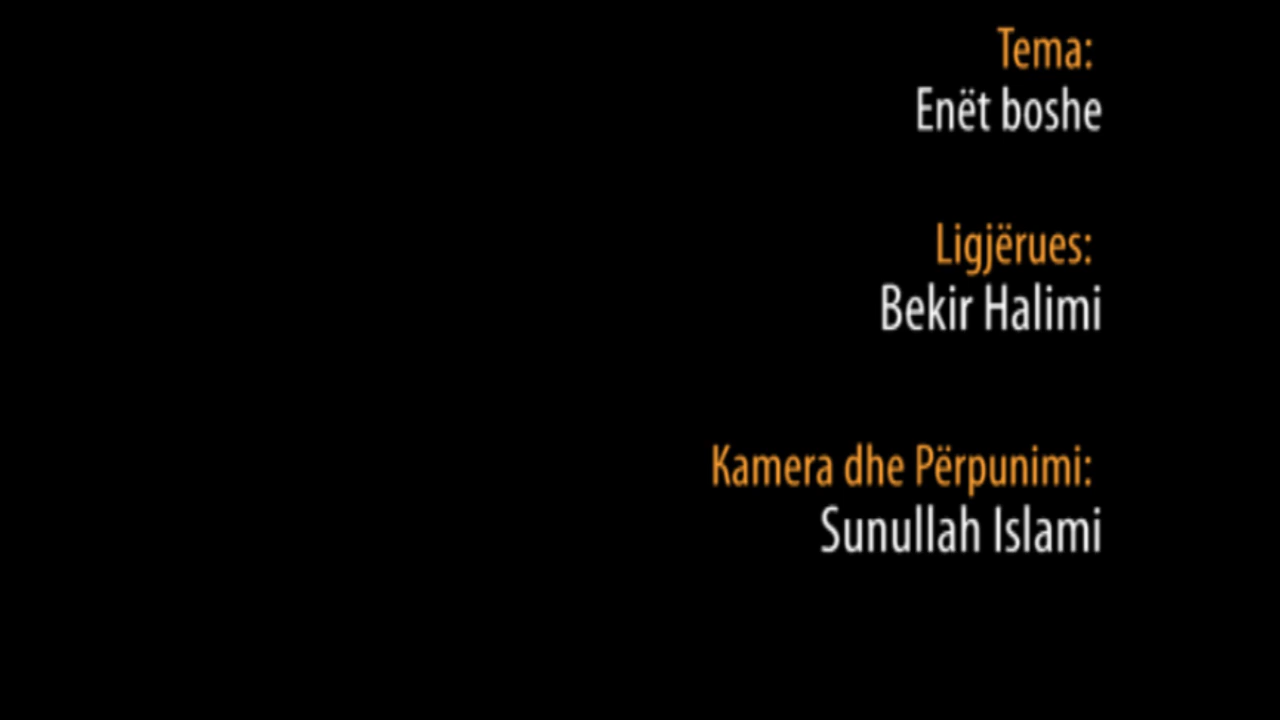 Tema:
Enët boshe
Ligjërues:
Bekir Halimi
Kamera dhe Përpunimi:
Sunullah Islami